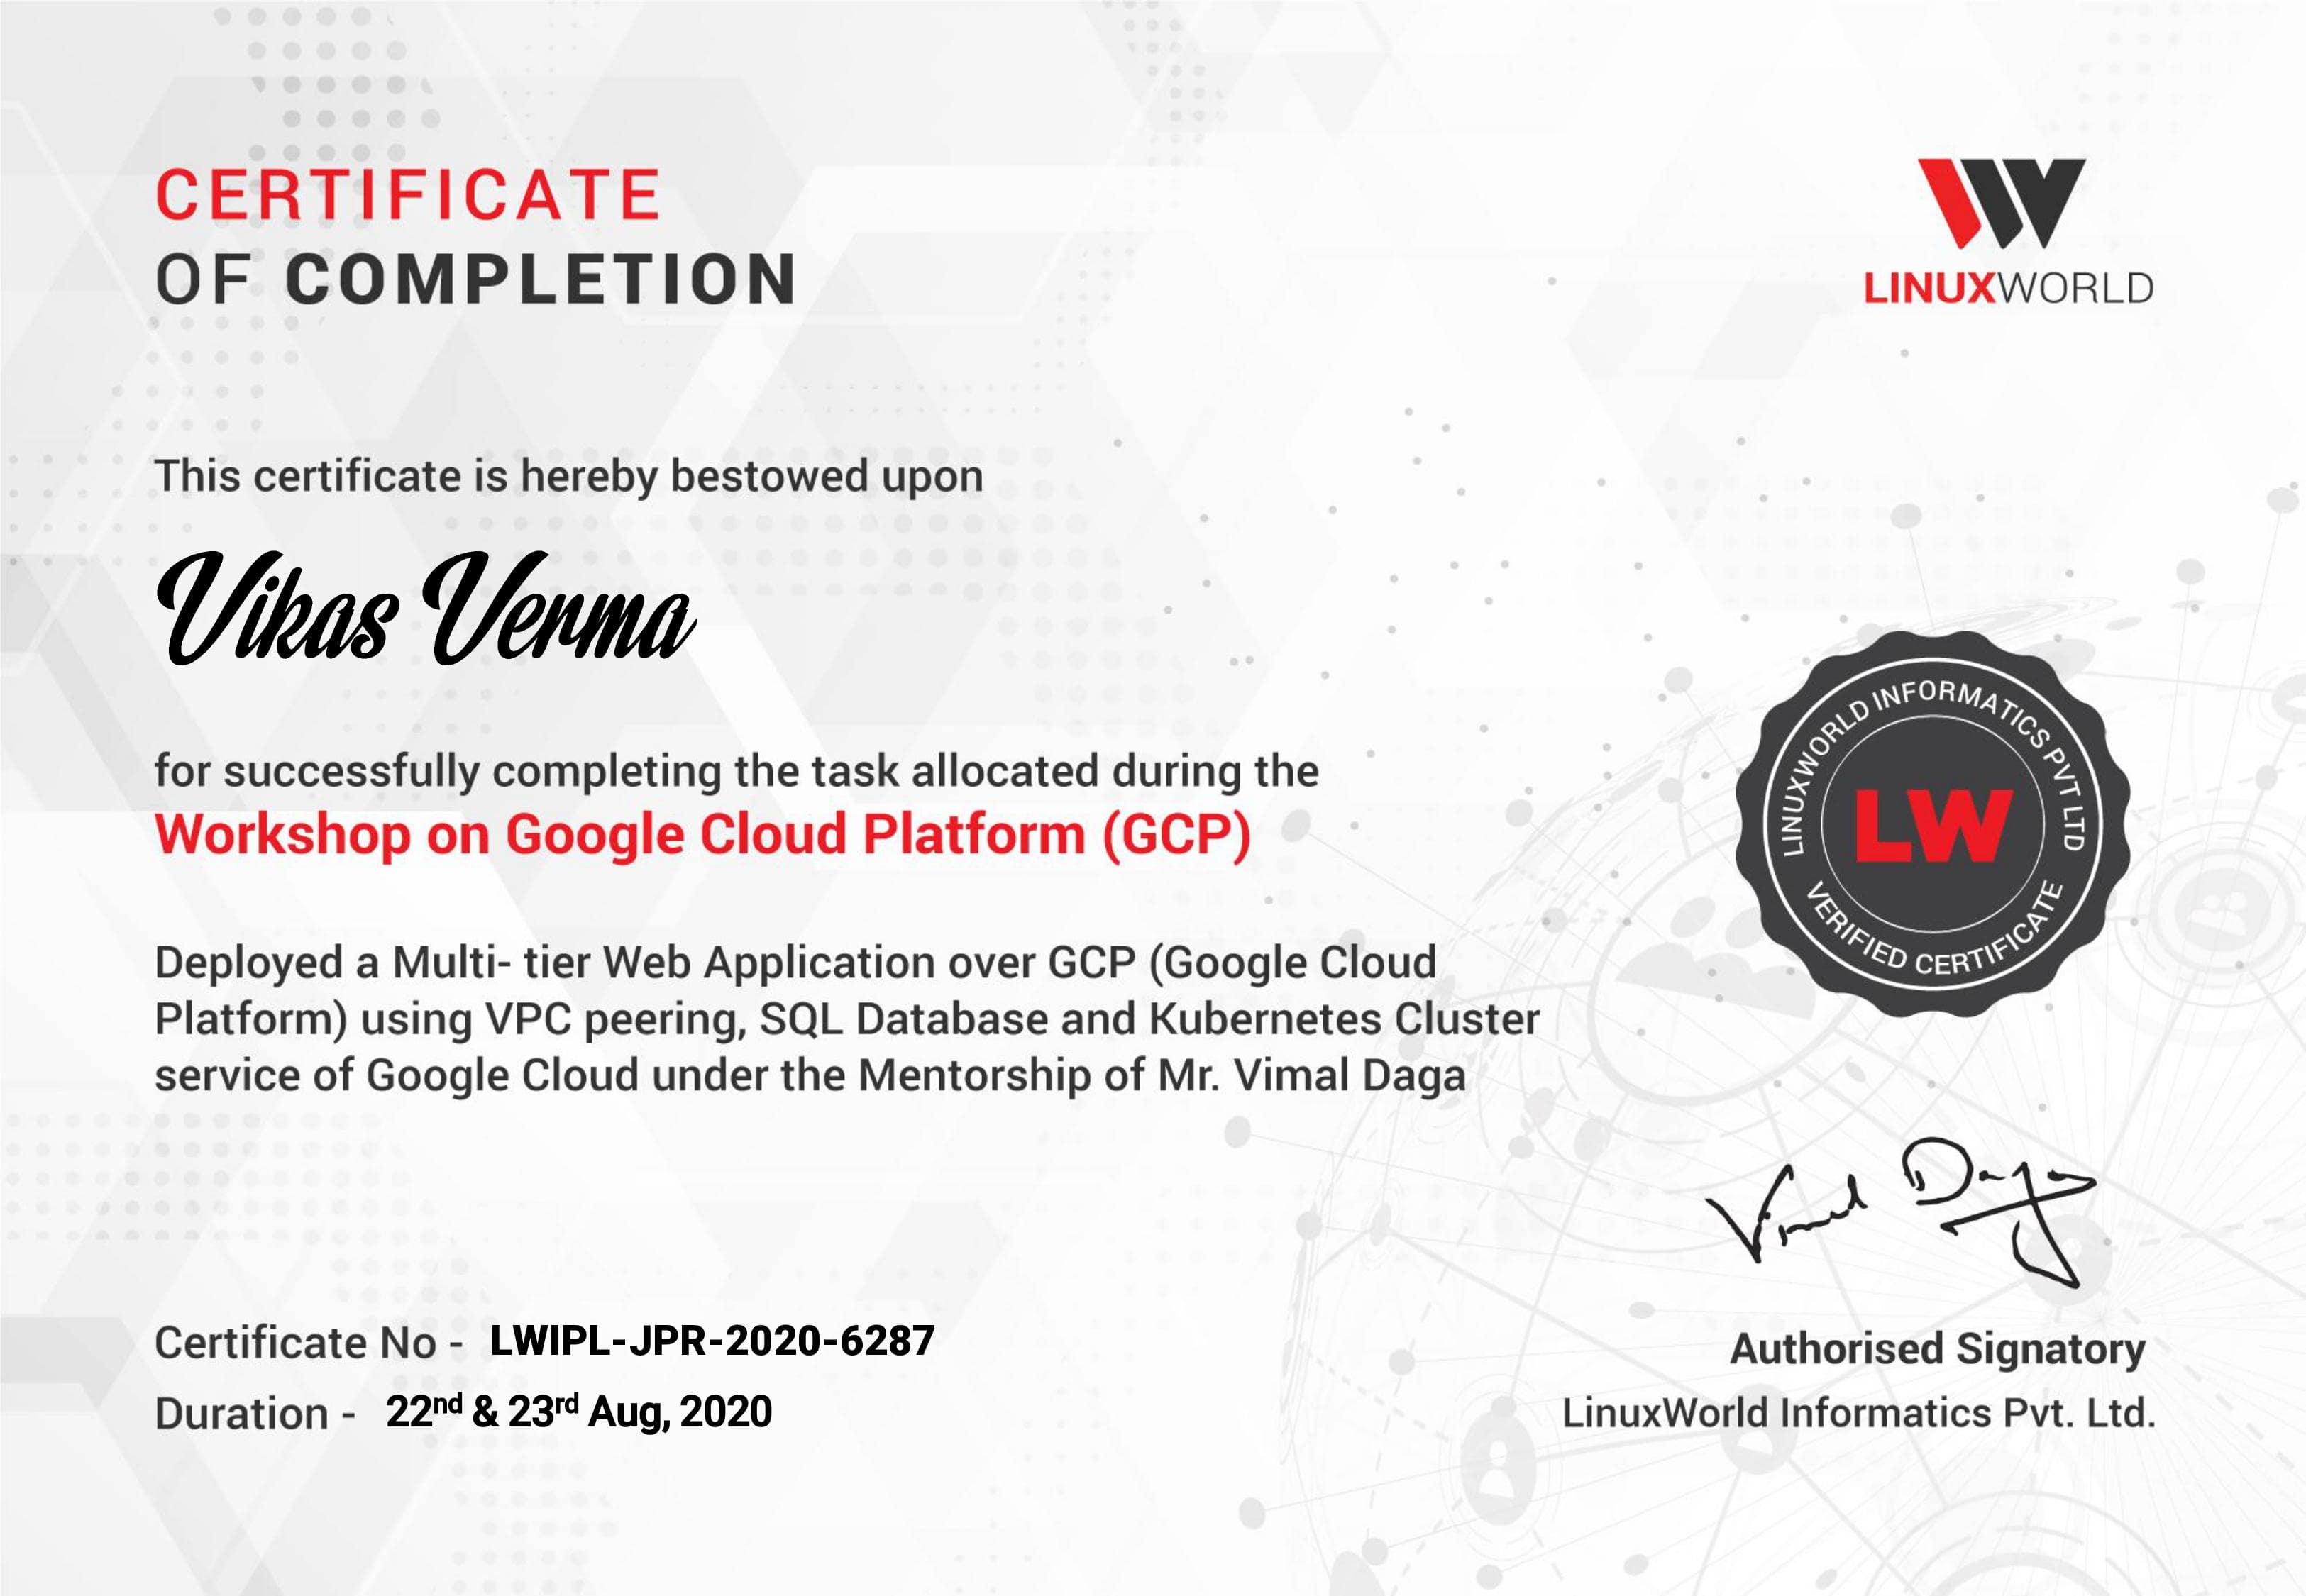 CERTIFICATE
OF COMPLETION
LINUXWORLD
This certificate is hereby bestowed upon
Vikas Verma
for successfully completing the task allocated during the
Workshop on Google Cloud Platform (GCP)
LINUXWORLD INFORMATICS PVT LTD
LW
VERIFIED CERTIFICATE
Deployed a Multi- tier Web Application over GCP (Google Cloud
Platform) using VPC peering, SQL Database and Kubernetes Cluster
service of Google Cloud under the Mentorship of Mr. Vimal Daga
Vimal Daga
Certificate No - LWIPL-JPR-2020-6287
Duration - 22nd & 23rd Aug, 2020
Authorised Signatory
LinuxWorld Informatics Pvt. Ltd.